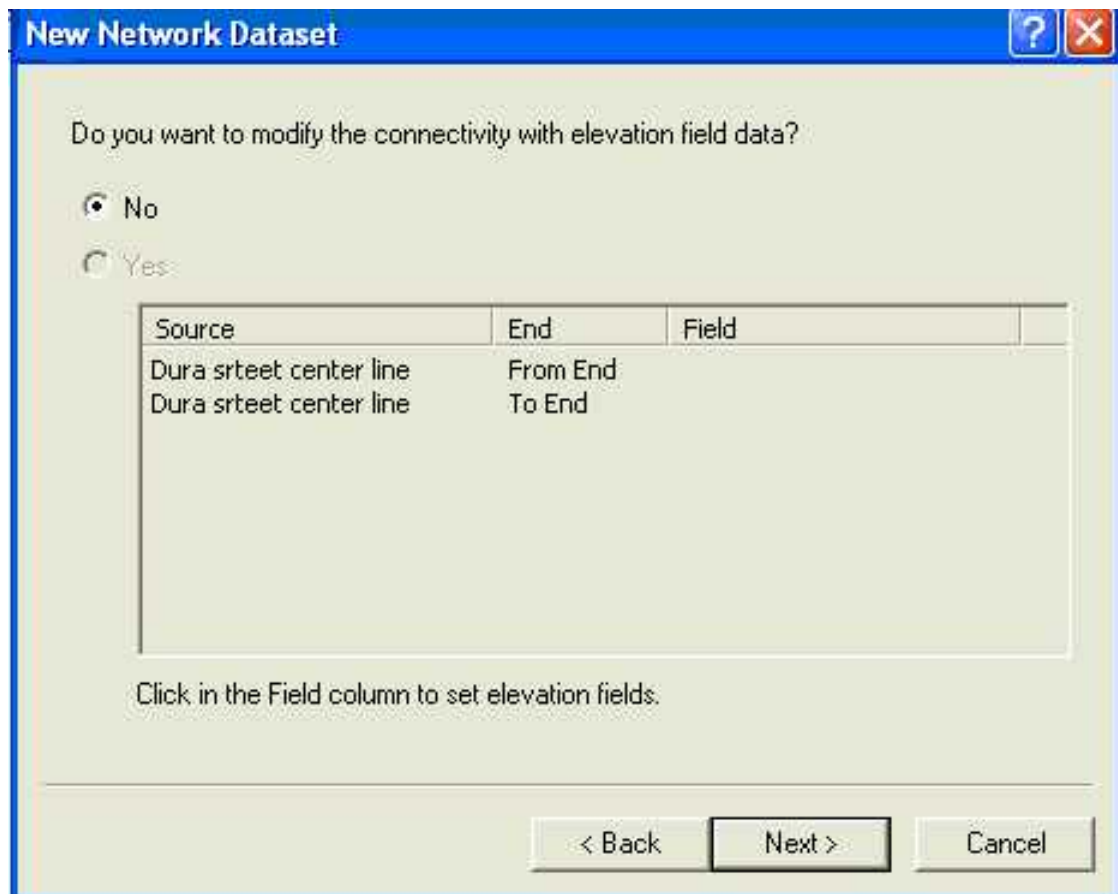 New Network Dataset
Do you want to modify the connectivity with elevation field data?
No
Yes
Source End Field
Dura srteet center line From End
Dura srteet center line To End
Click in the Field column to set elevation fields.
< Back Next > Cancel